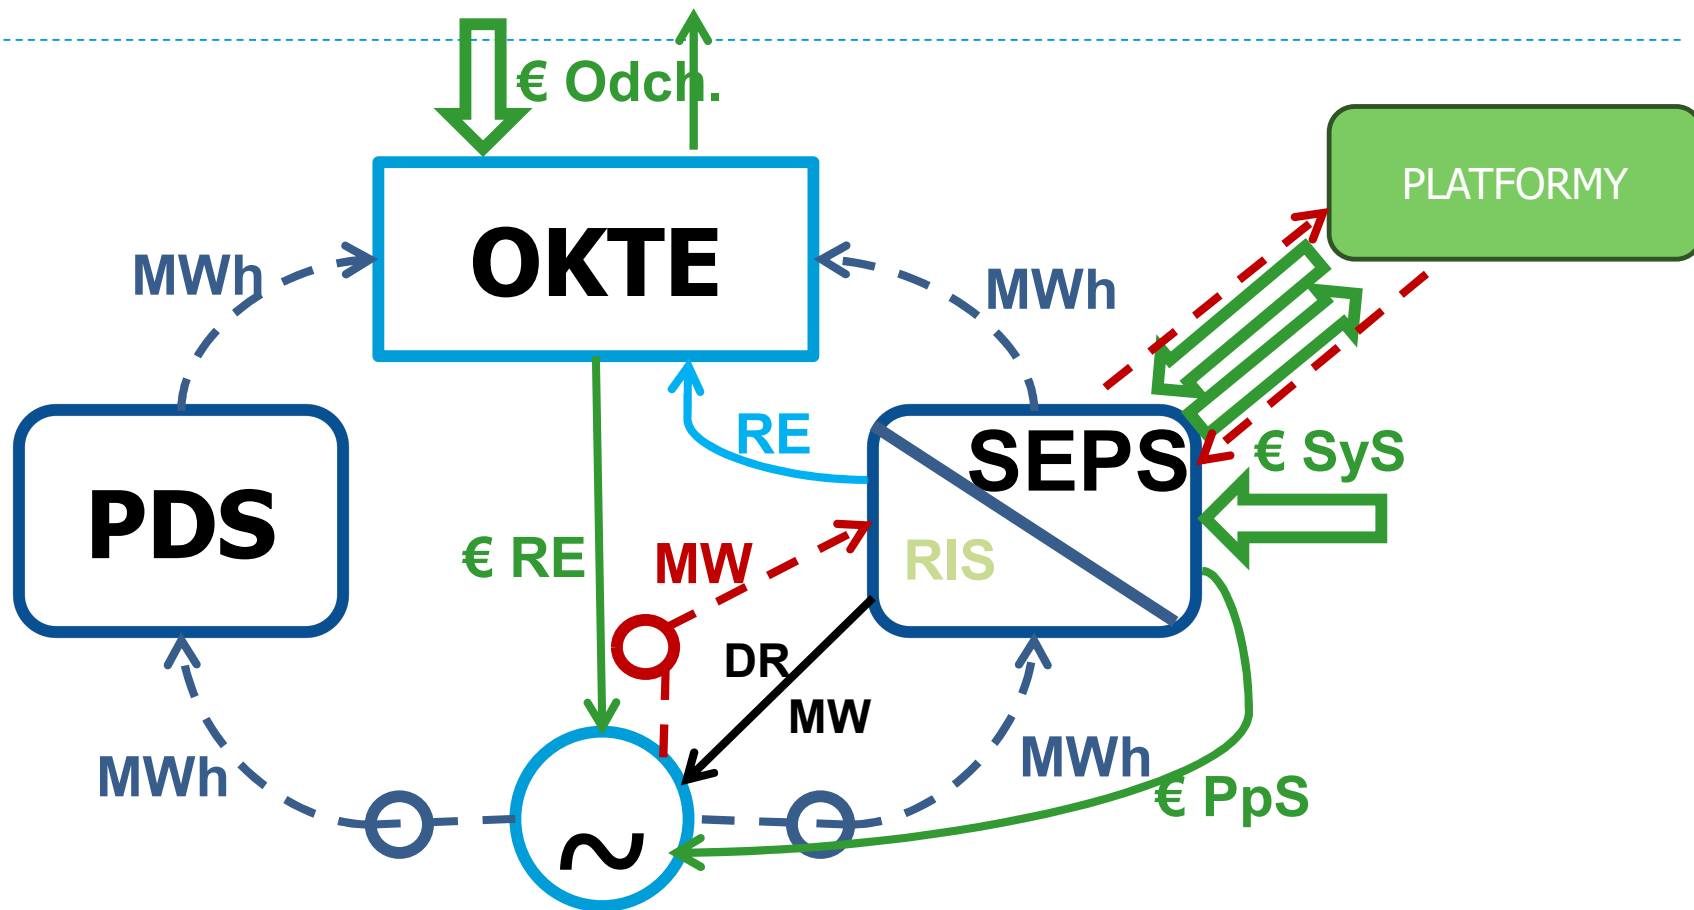 € Odch.
PLATFORMY
OKTE
MWh
MWh
RE
SEPS
€ SyS
PDS
€ RE
MW
RIS
DR
MW
MWh
MWh
€ PpS
~